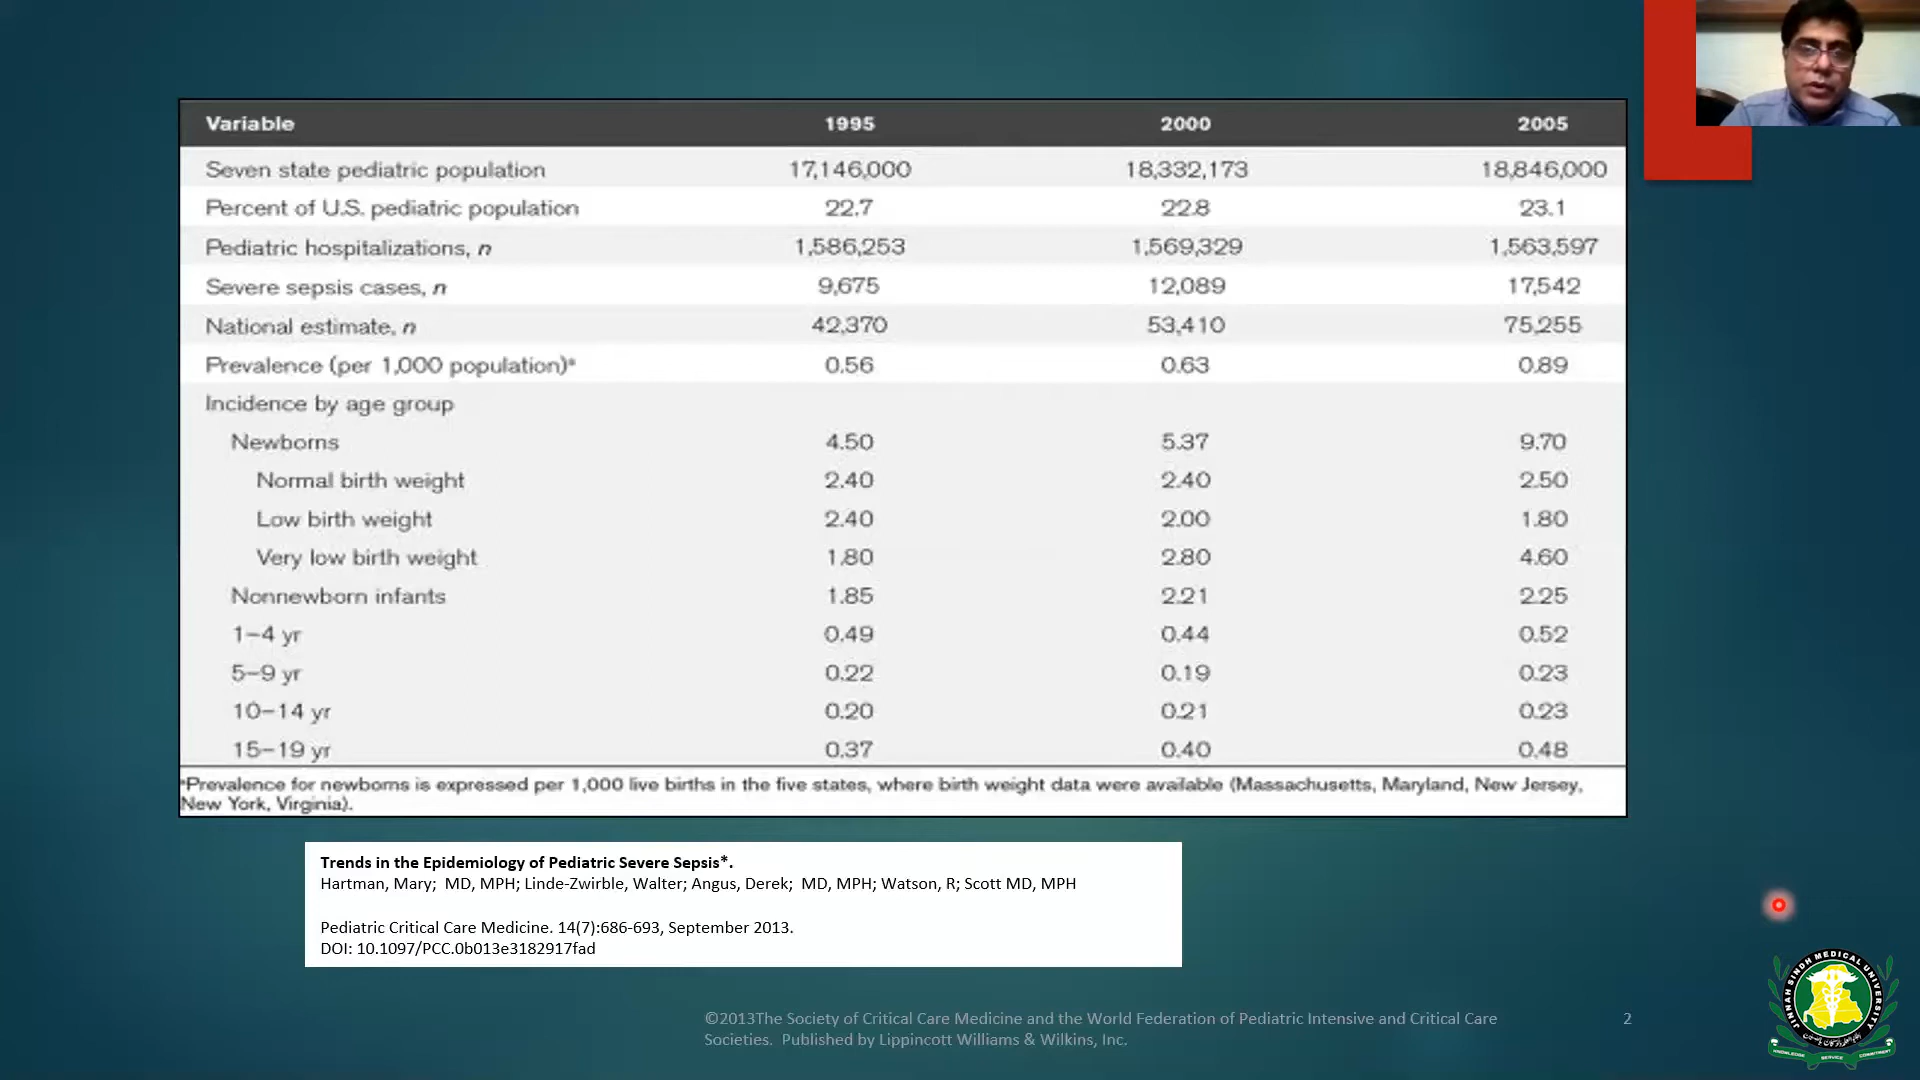 Variable 1995 2000 2005
Seven state pediatric population 17,146,000 18,332,173 18,846,000
Percent of U.S. pediatric population 22.7 22.8 23.1
Pediatric hospitalizations, n 1,586,253 1,569,329 1,563,597
Severe sepsis cases, n 9,675 12,089 17,542
National estimate, n 42,370 53,410 75,255
Prevalence (per 1,000 population)ᵃ 0.56 0.63 0.89
Incidence by age group
Newborns 4.50 5.37 9.70
Normal birth weight 2.40 2.40 2.50
Low birth weight 2.40 2.00 1.80
Very low birth weight 1.80 2.80 4.60
Nonnewborn infants 1.85 2.21 2.25
1–4 yr 0.49 0.44 0.52
5–9 yr 0.22 0.19 0.23
10–14 yr 0.20 0.21 0.23
15–19 yr 0.37 0.40 0.48
ᵃPrevalence for newborns is expressed per 1,000 live births in the five states, where birth weight data were available (Massachusetts, Maryland, New Jersey,
New York, Virginia).
Trends in the Epidemiology of Pediatric Severe Sepsis*.
Hartman, Mary; MD, MPH; Linde-Zwirble, Walter; Angus, Derek; MD, MPH; Watson, R; Scott MD, MPH
Pediatric Critical Care Medicine. 14(7):686-693, September 2013.
DOI: 10.1097/PCC.0b013e3182917fad
©2013The Society of Critical Care Medicine and the World Federation of Pediatric Intensive and Critical Care
Societies. Published by Lippincott Williams & Wilkins, Inc.
2
JINNAH SINDH MEDICAL UNIVERSITY
KNOWLEDGE SERVICE COMMITMENT